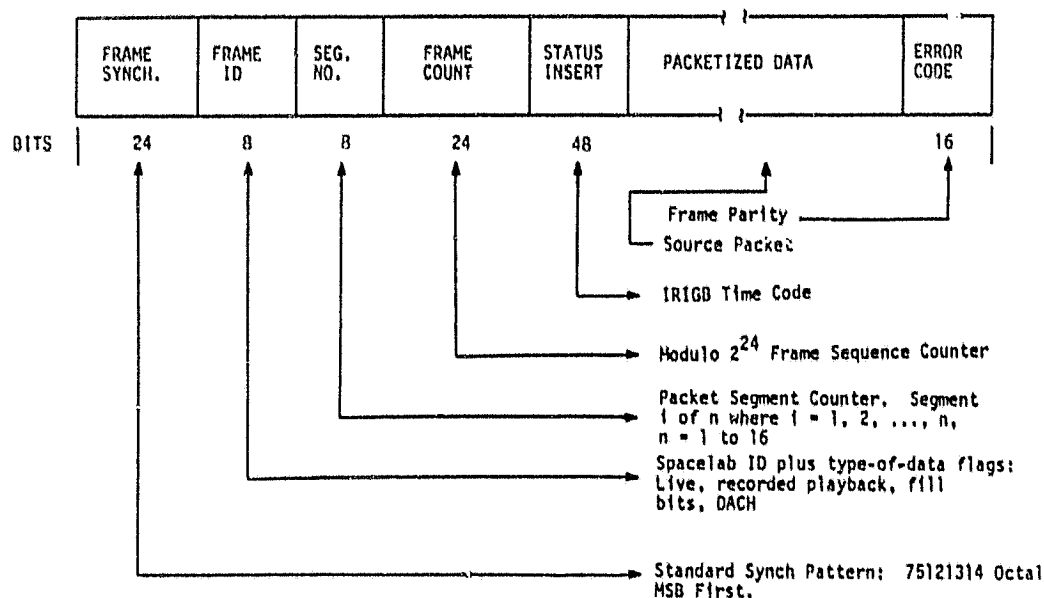 FRAME SYNCH.
FRAME ID
SEG. NO.
FRAME COUNT
STATUS INSERT
PACKETIZED DATA
ERROR CODE
BITS 24 8 8 24 48 16
Frame Parity
Source Packet
IRIGB Time Code
Modulo 2^24 Frame Sequence Counter
Packet Segment Counter. Segment
i of n where i = 1, 2, ..., n,
n = 1 to 16
Spacelab ID plus type-of-data flags:
Live, recorded playback, fill
bits, DACH
Standard Synch Pattern: 75121314 Octal
MSB First.